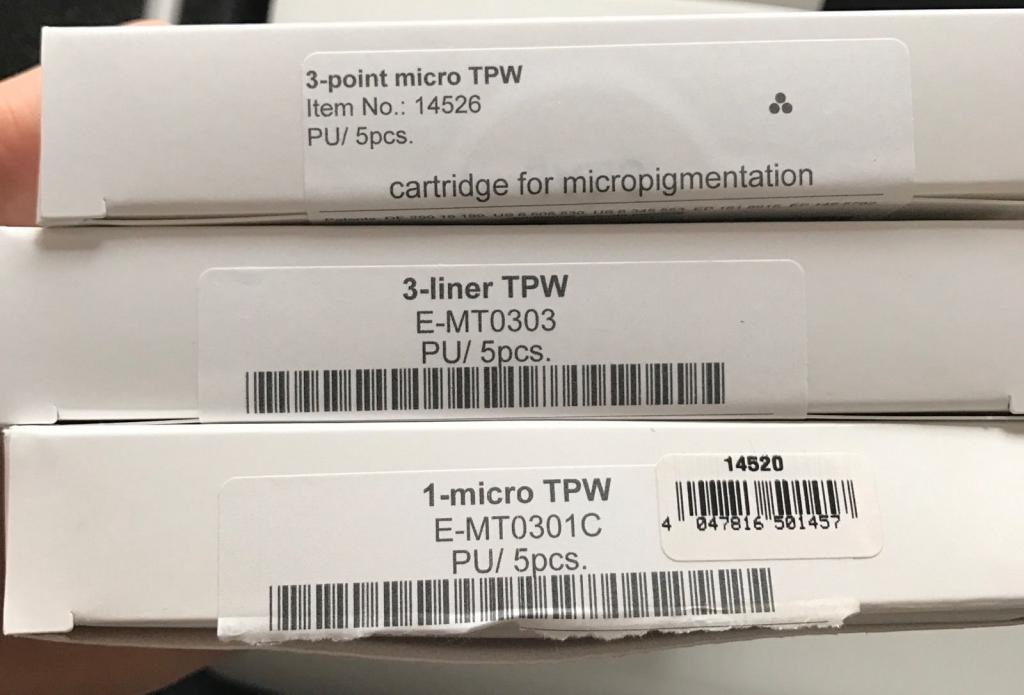 3-point micro TPW
Item No.: 14526
PU/ 5pcs.
cartridge for micropigmentation
3-liner TPW
E-MT0303
PU/ 5pcs.
1-micro TPW
E-MT0301C
PU/ 5pcs.
14520
4 047816 501457